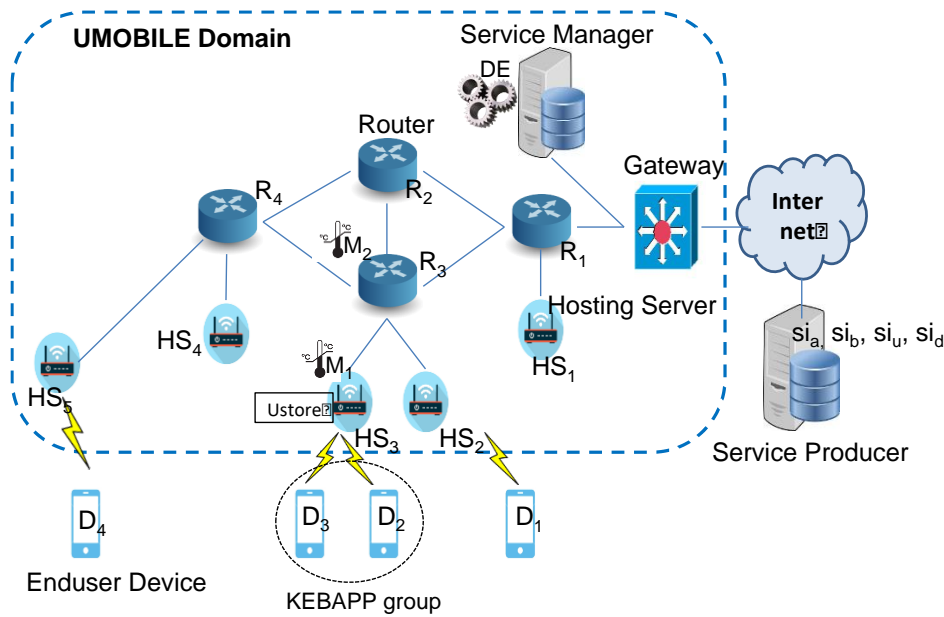 UMOBILE Domain
Service Manager
DE
Router
Gateway
R4
R2
Inter
net⍰
M2
R3
R1
Hosting Server
HS4
HS1
sia, sib, siu, sid
M1
HS5
Ustore⍰
HS3
HS2
Service Producer
D4
D3
D2
D1
Enduser Device
KEBAPP group
°C
°C
°C
°C